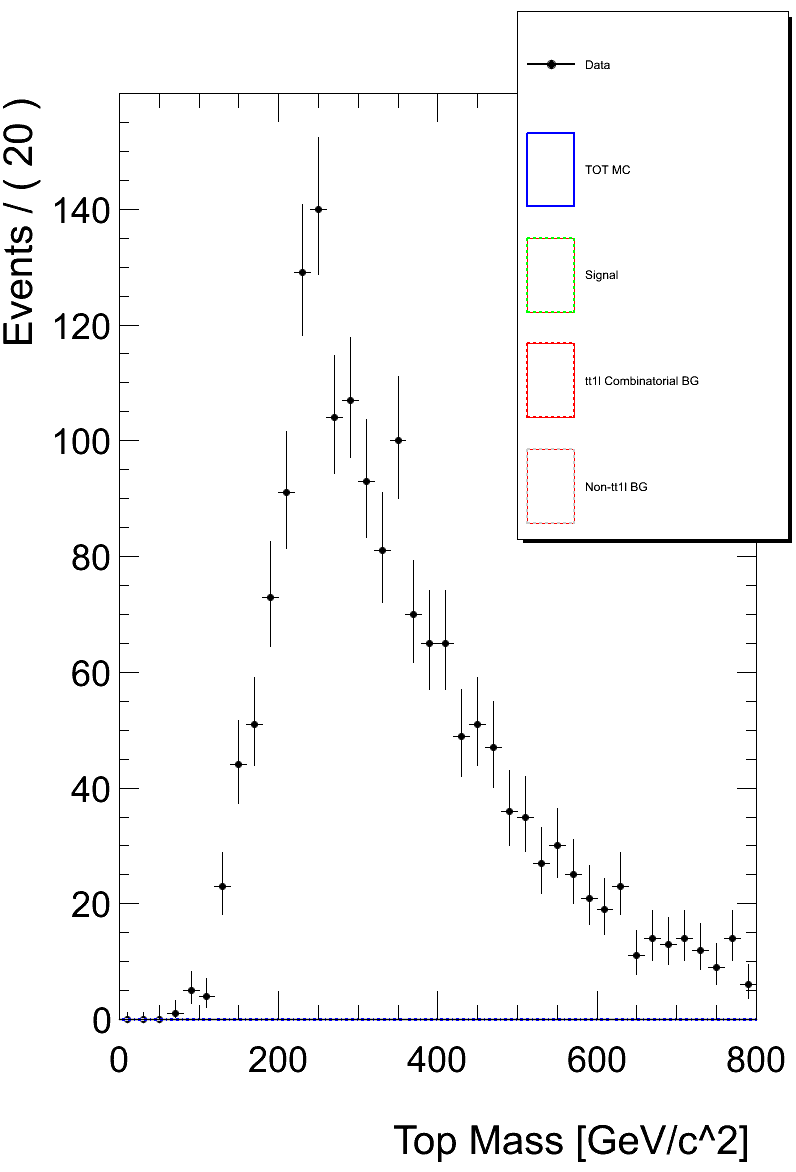 Data
TOT MC
Signal
tt1l Combinatorial BG
Non-tt1l BG
Events / ( 20 )
140
120
100
80
60
40
20
0
0 200 400 600 800
Top Mass [GeV/c^2]